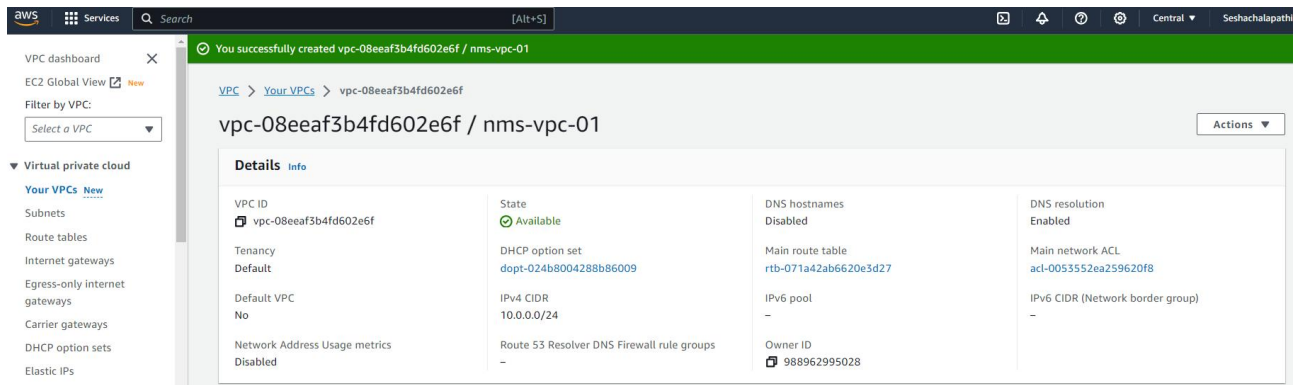 aws Services Search [Alt+S] Central Seshachalapathi
You successfully created vpc-08eeaf3b4fd602e6f / nms-vpc-01
VPC dashboard
EC2 Global View New
Filter by VPC:
Select a VPC
Virtual private cloud
Your VPCs New
Subnets
Route tables
Internet gateways
Egress-only internet
gateways
Carrier gateways
DHCP option sets
Elastic IPs
VPC > Your VPCs > vpc-08eeaf3b4fd602e6f
vpc-08eeaf3b4fd602e6f / nms-vpc-01
Actions
Details Info
VPC ID
vpc-08eeaf3b4fd602e6f
State
Available
DNS hostnames
Disabled
DNS resolution
Enabled
Tenancy
Default
DHCP option set
dopt-024b8004288b86009
Main route table
rtb-071a42ab6620e3d27
Main network ACL
acl-0053552ea259620f8
Default VPC
No
IPv4 CIDR
10.0.0.0/24
IPv6 pool
–
IPv6 CIDR (Network border group)
–
Network Address Usage metrics
Disabled
Route 53 Resolver DNS Firewall rule groups
–
Owner ID
988962995028